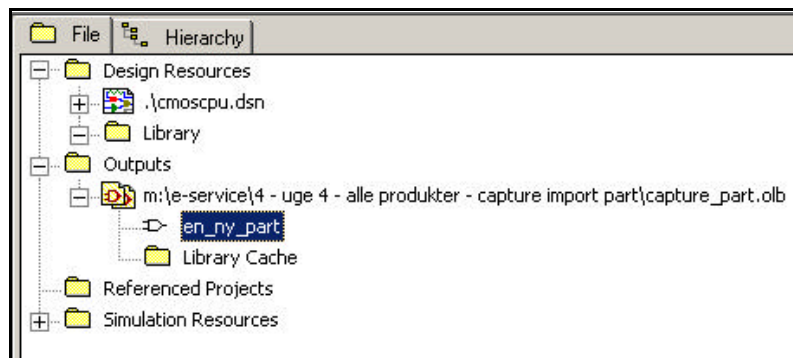 File Hierarchy
Design Resources
.\cmoscpu.dsn
Library
Outputs
m:\e-service\4 - uge 4 - alle produkter - capture import part\capture_part.olb
en_ny_part
Library Cache
Referenced Projects
Simulation Resources